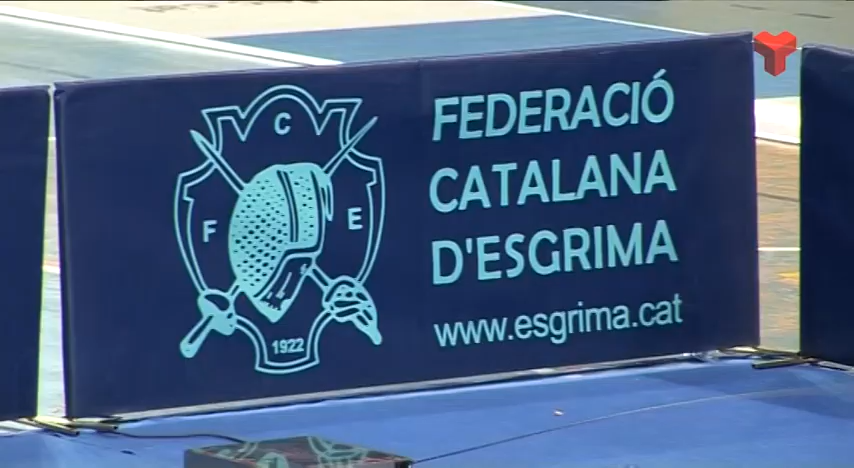 C
F E
1922
FEDERACIÓ
CATALANA
D'ESGRIMA
www.esgrima.cat